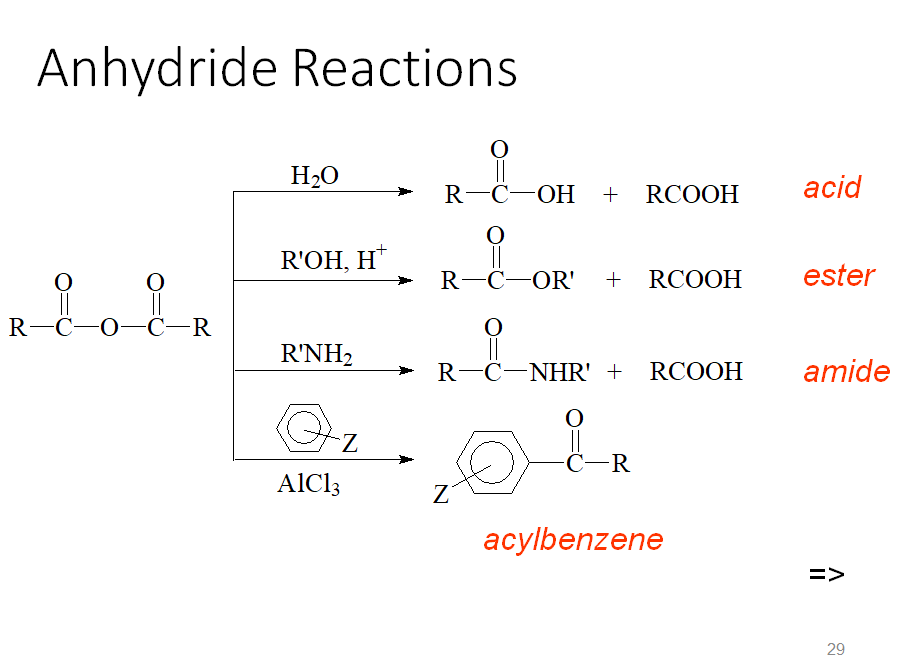 Anhydride Reactions
O O
R—C—O—C—R
H₂O
O
R—C—OH + RCOOH acid
R'OH, H⁺
O
R—C—OR' + RCOOH ester
R'NH₂
O
R—C—NHR' + RCOOH amide
Z
AlCl₃
O
C—R
Z
acylbenzene
=>
29